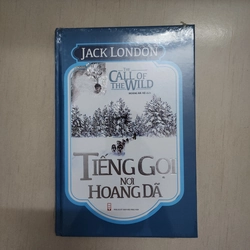 JACK LONDON
THE
CALL OF
THE WILD
TIẾNG GỌI
NƠI
HOANG DÃ